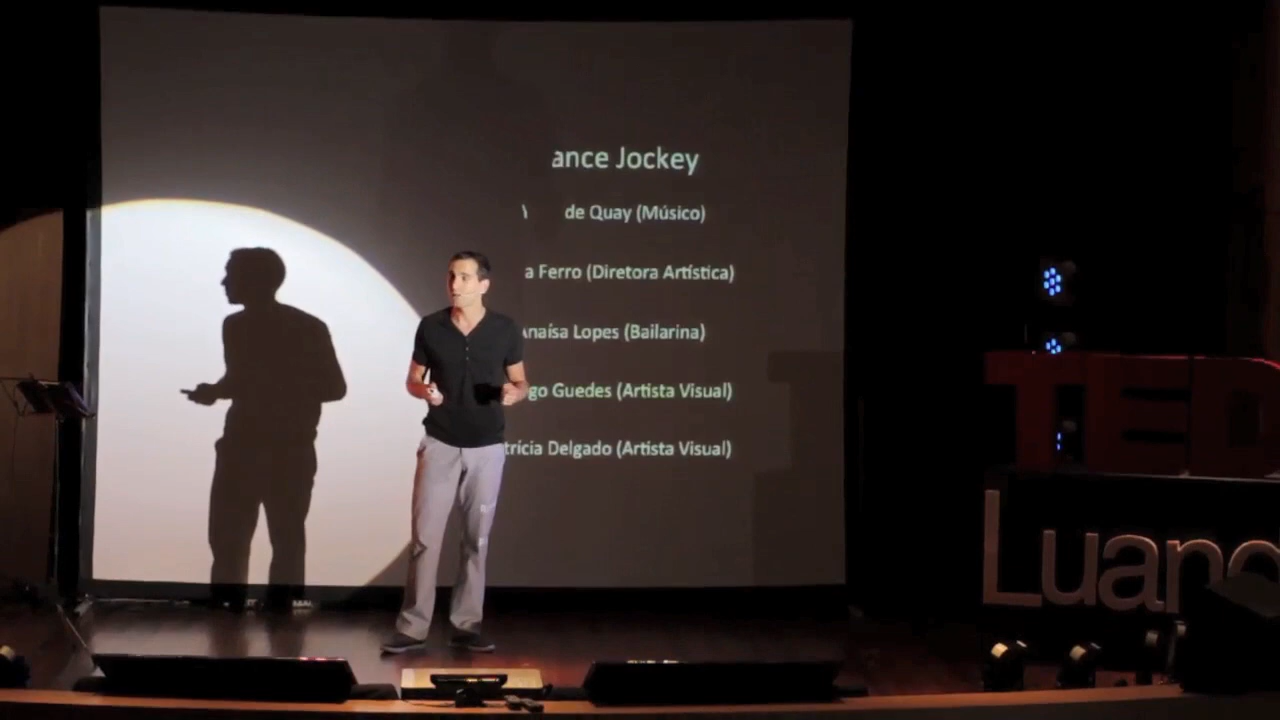 ance Jockey
de Quay (Músico)
a Ferro (Diretora Artística)
Anaísa Lopes (Bailarina)
go Guedes (Artista Visual)
trícia Delgado (Artista Visual)
TED
Luand